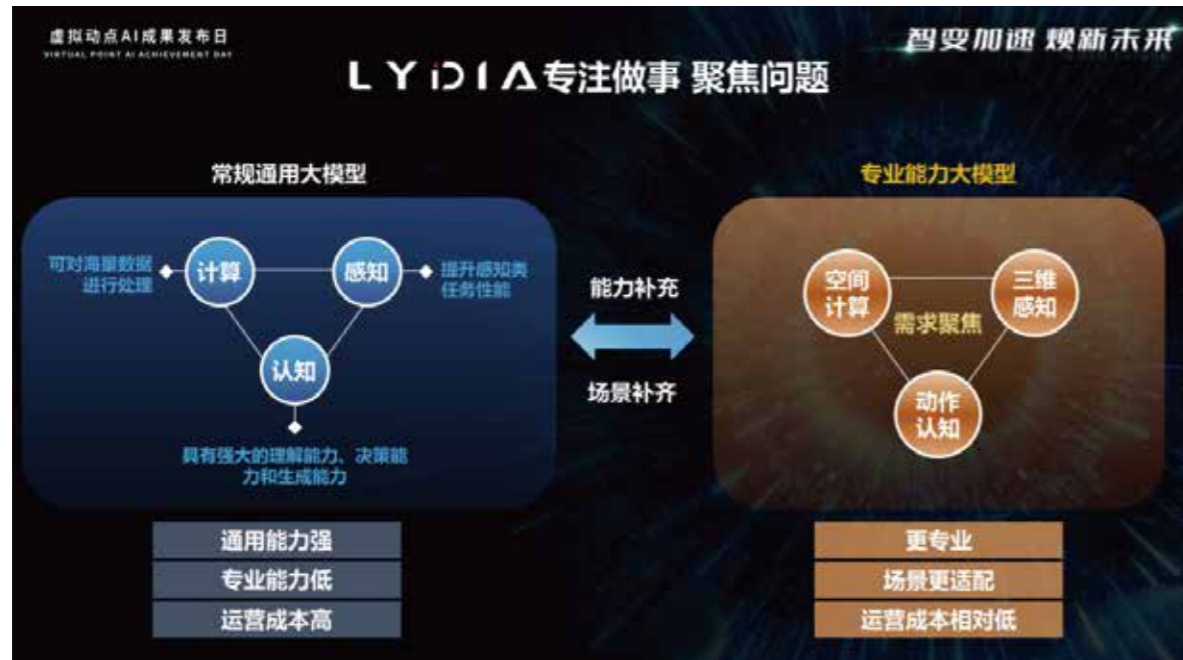 虚拟动点AI成果发布日
VIRTUAL POINT AI ACHIEVEMENT DAY
智变加速 焕新未来
LYDIA专注做事 聚焦问题
常规通用大模型
可对海量数据
进行处理
计算
感知
提升感知类
任务性能
认知
具有强大的理解能力、决策能
力和生成能力
通用能力强
专业能力低
运营成本高
能力补充
场景补齐
专业能力大模型
空间
计算
三维
感知
需求聚焦
动作
认知
更专业
场景更适配
运营成本相对低